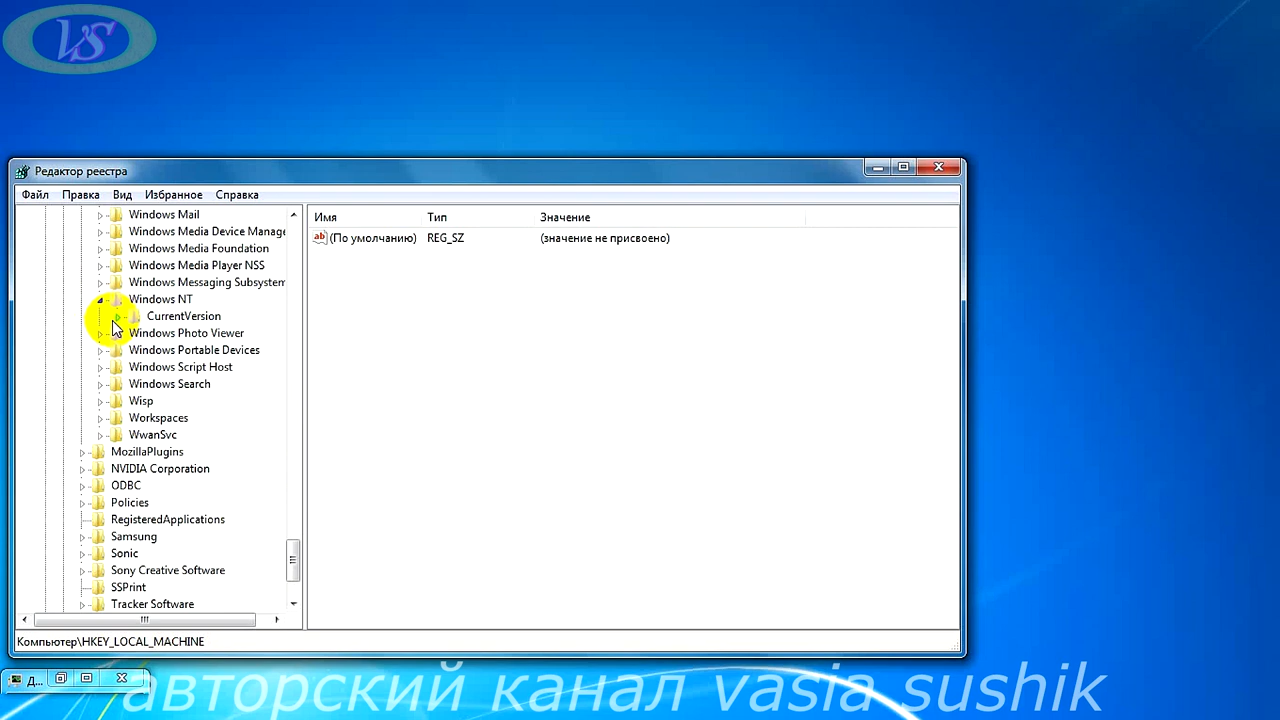 VS
Редактор реестра
Файл Правка Вид Избранное Справка
Windows Mail
Windows Media Device Manage
Windows Media Foundation
Windows Media Player NSS
Windows Messaging Subsystem
Windows NT
CurrentVersion
Windows Photo Viewer
Windows Portable Devices
Windows Script Host
Windows Search
Wisp
Workspaces
WwanSvc
MozillaPlugins
NVIDIA Corporation
ODBC
Policies
RegisteredApplications
Samsung
Sonic
Sony Creative Software
SSPrint
Tracker Software
Имя Тип Значение
ab (По умолчанию) REG_SZ (значение не присвоено)
Компьютер\HKEY_LOCAL_MACHINE
Д...
авторский канал vasia sushik